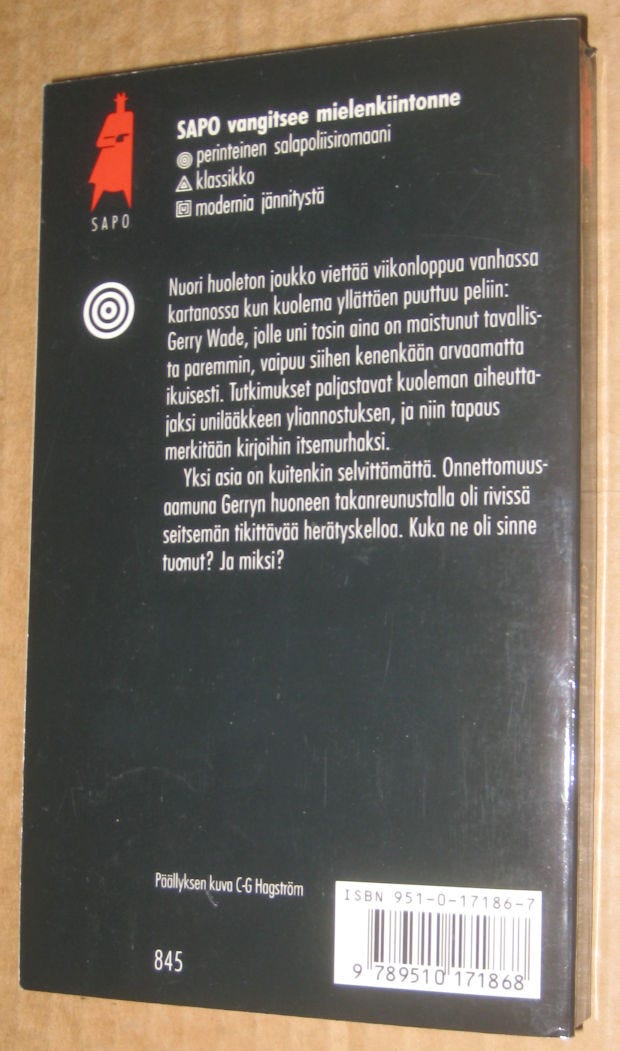 SAPO
SAPO vangitsee mielenkiintonne
perinteinen salapoliisiromaani
klassikko
modernia jännitystä
Nuori huoleton joukko viettää viikonloppua vanhassa
kartanossa kun kuolema yllättäen puuttuu peliin:
Gerry Wade, jolle uni tosin aina on maistunut tavallis-
ta paremmin, vaipuu siihen kenenkään arvaamatta
ikuisesti. Tutkimukset paljastavat kuoleman aiheutta-
jaksi unilääkkeen yliannostuksen, ja niin tapaus
merkitään kirjoihin itsemurhaksi.
Yksi asia on kuitenkin selvittämättä. Onnettomuus-
aamuna Gerryn huoneen takanreunustalla oli rivissä
seitsemän tikittävää herätyskelloa. Kuka ne oli sinne
tuonut? Ja miksi?
Päällyksen kuva C-G Hagström
845
ISBN 951-0-17186-7
9 789510 171868